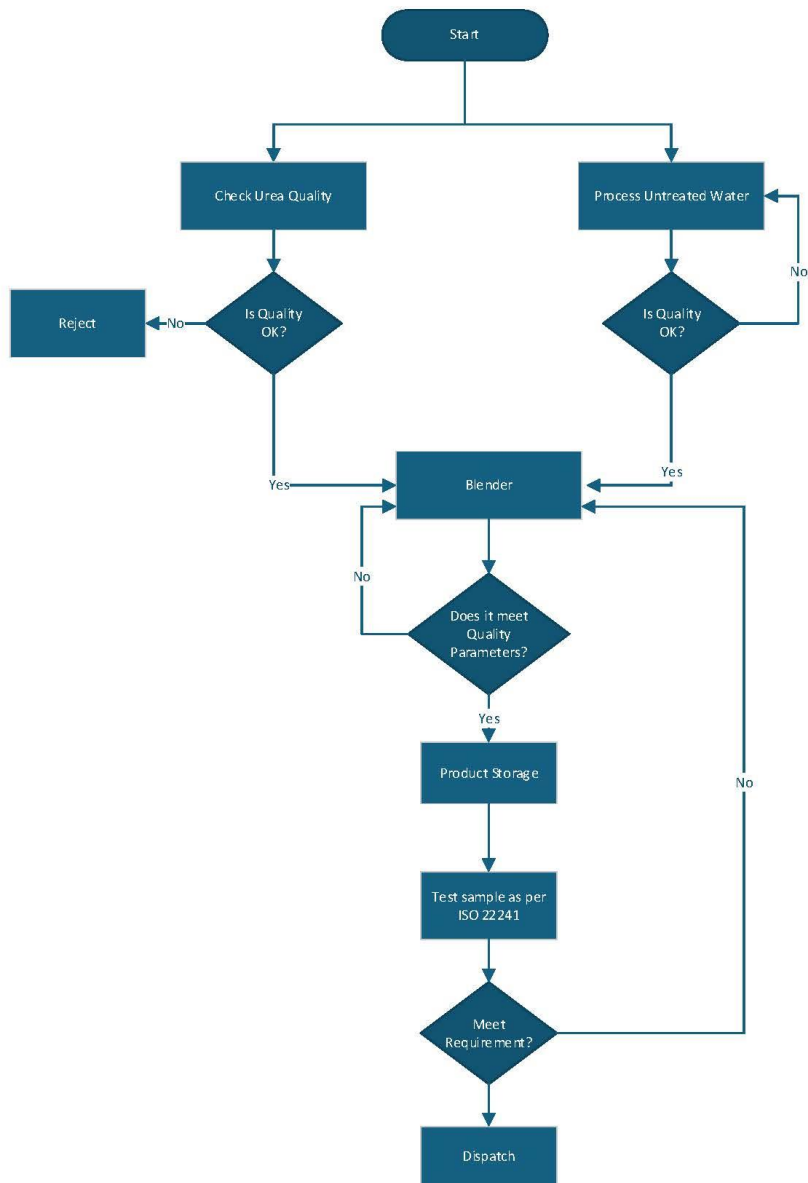 Start
Check Urea Quality
Process Untreated Water
No
Reject
No
Is Quality
OK?
Is Quality
OK?
Yes
Blender
Yes
No
Does it meet
Quality
Parameters?
Yes
Product Storage
No
Test sample as per
ISO 22241
Meet
Requirement?
Dispatch